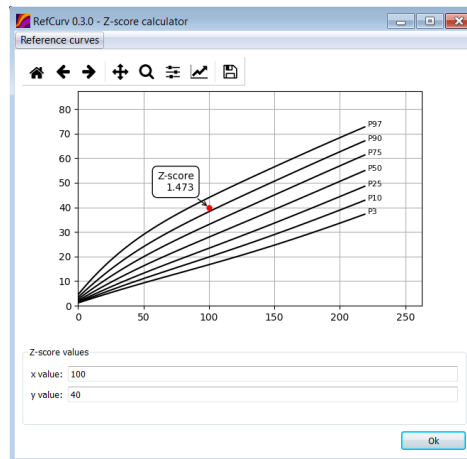 RefCurv 0.3.0 - Z-score calculator
Reference curves
80
70
60
50
40
30
20
10
0
P97
P90
P75
P50
P25
P10
P3
Z-score
1.473
0 50 100 150 200 250
Z-score values
x value: 100
y value: 40
Ok